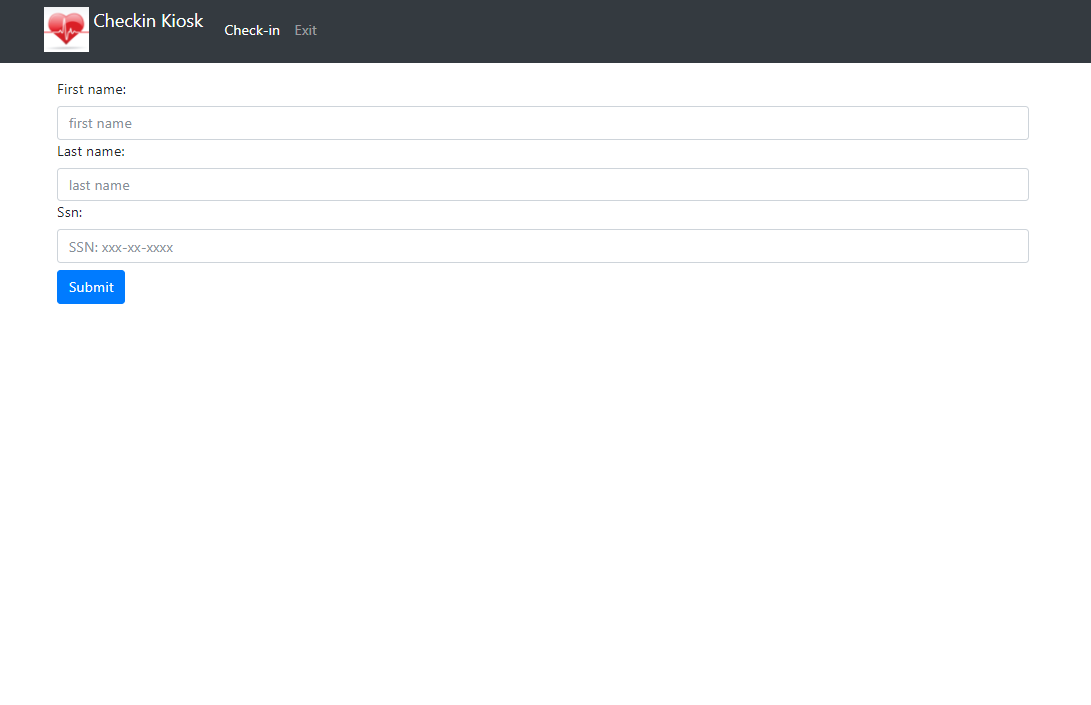 Checkin Kiosk Check-in Exit
First name:
first name
Last name:
last name
Ssn:
SSN: xxx-xx-xxxx
Submit